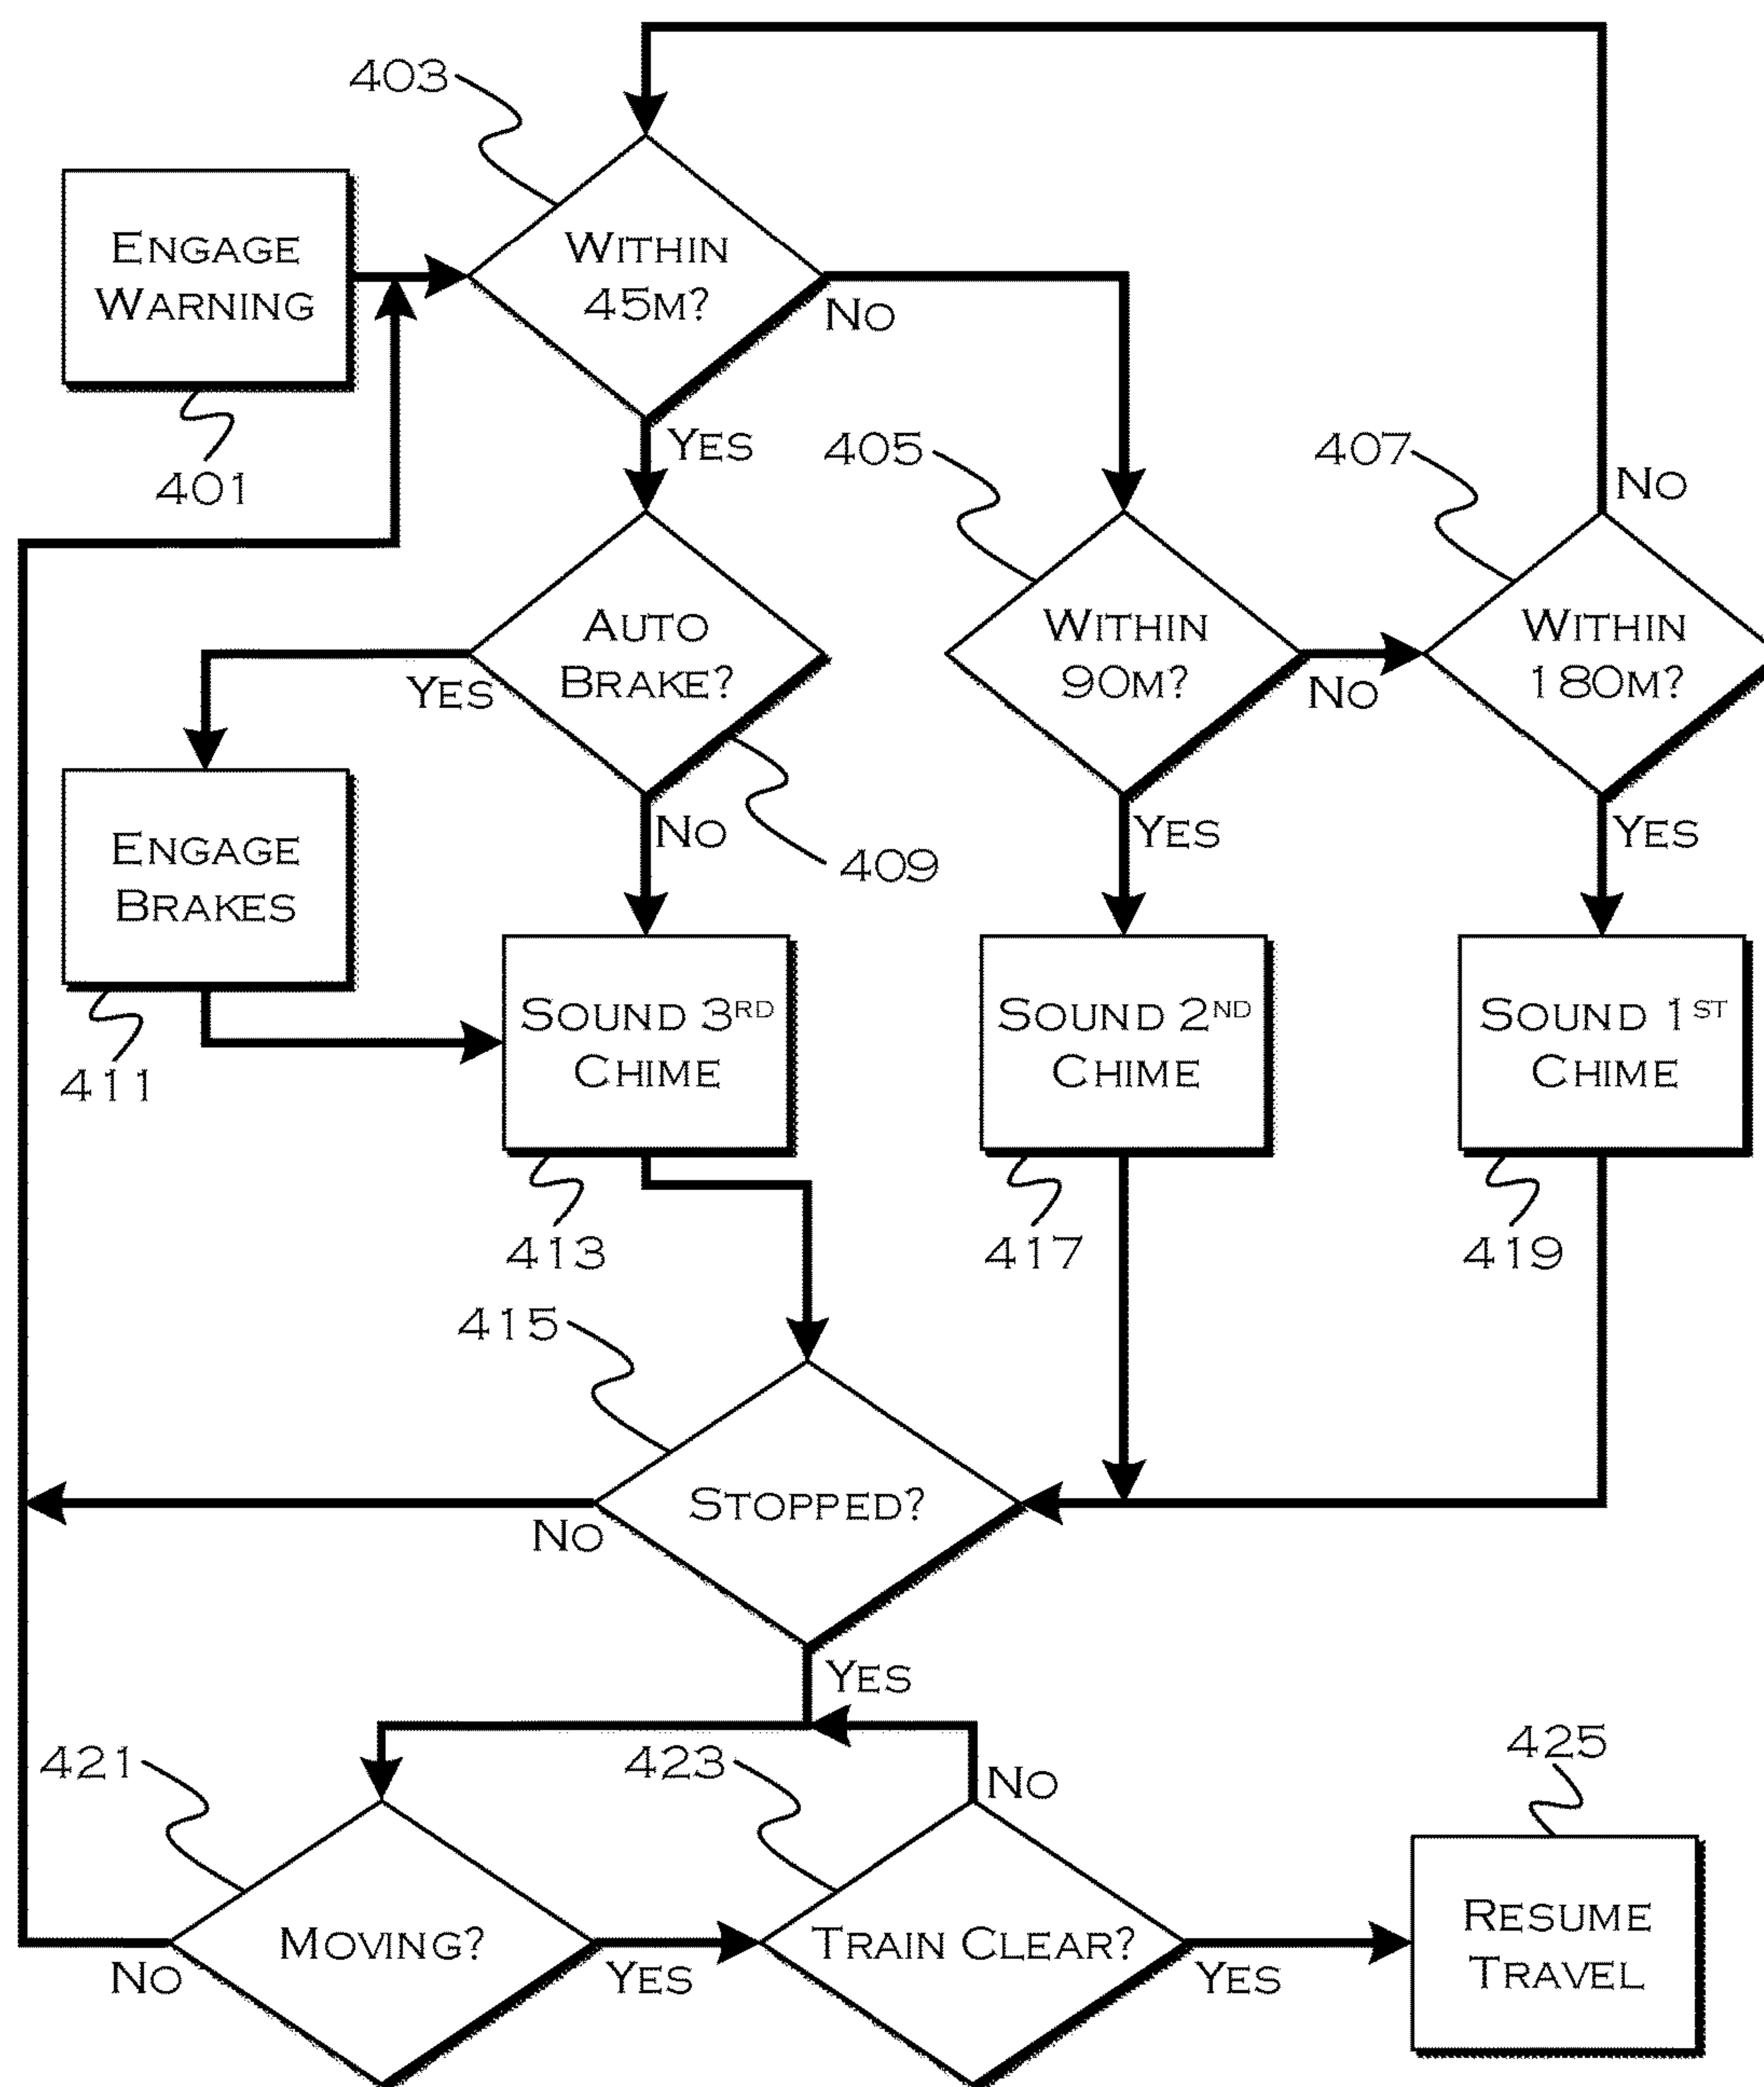 403
ENGAGE
WARNING
401
WITHIN
45M?
NO
YES
405
407
NO
AUTO
BRAKE?
YES
NO
409
WITHIN
90M?
NO
YES
WITHIN
180M?
YES
ENGAGE
BRAKES
411
SOUND 3RD
CHIME
413
SOUND 2ND
CHIME
417
SOUND 1ST
CHIME
419
415
STOPPED?
NO
YES
421
423
NO
425
MOVING?
NO
YES
TRAIN CLEAR?
YES
RESUME
TRAVEL